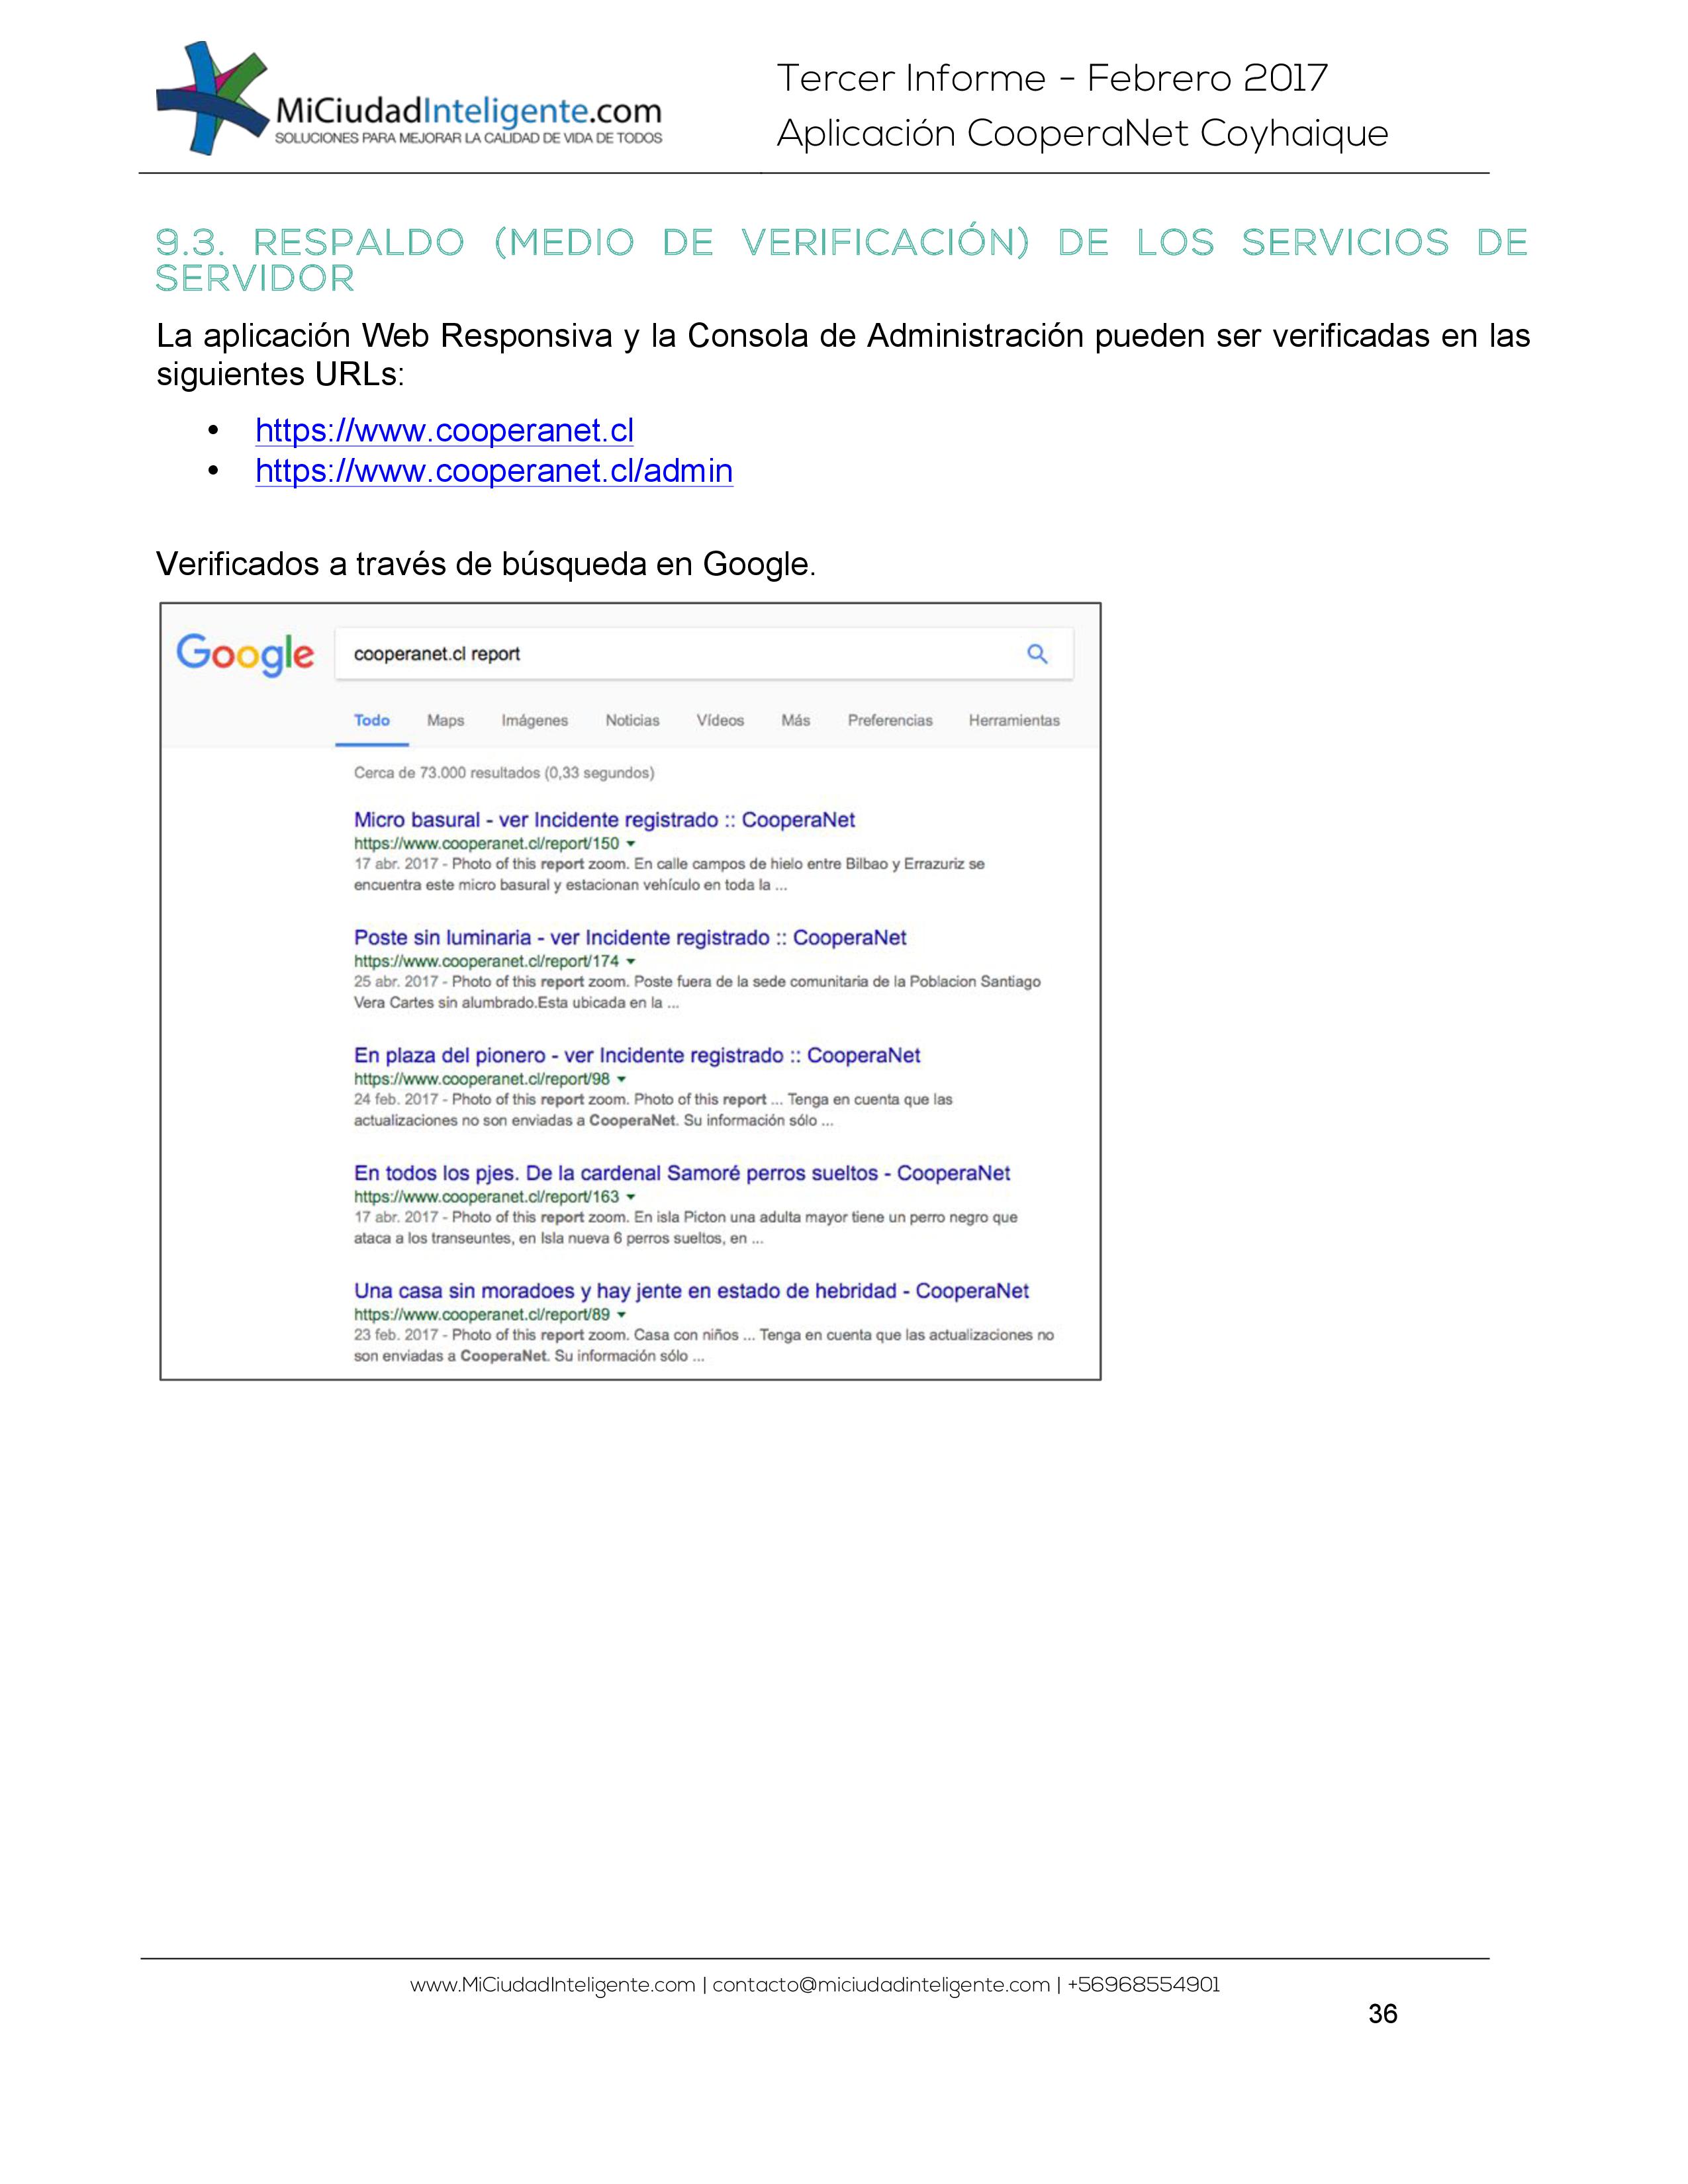 MiCiudadInteligente.com
SOLUCIONES PARA MEJORAR LA CALIDAD DE VIDA DE TODOS
Tercer Informe - Febrero 2017
Aplicación CooperaNet Coyhaique
9.3. RESPALDO (MEDIO DE VERIFICACIÓN) DE LOS SERVICIOS DE
SERVIDOR
La aplicación Web Responsiva y la Consola de Administración pueden ser verificadas en las
siguientes URLs:
• https://www.cooperanet.cl
• https://www.cooperanet.cl/admin
Verificados a través de búsqueda en Google.
Google
cooperanet.cl report
Todo Maps Imágenes Noticias Vídeos Más Preferencias Herramientas
Cerca de 73.000 resultados (0,33 segundos)
Micro basural - ver Incidente registrado :: CooperaNet
https://www.cooperanet.cl/report/150
17 abr. 2017 - Photo of this report zoom. En calle campos de hielo entre Bilbao y Errazuriz se
encuentra este micro basural y estacionan vehículo en toda la ...
Poste sin luminaria - ver Incidente registrado :: CooperaNet
https://www.cooperanet.cl/report/174
25 abr. 2017 - Photo of this report zoom. Poste fuera de la sede comunitaria de la Poblacion Santiago
Vera Cartes sin alumbrado.Esta ubicada en la ...
En plaza del pionero - ver Incidente registrado :: CooperaNet
https://www.cooperanet.cl/report/98
24 feb. 2017 - Photo of this report zoom. Photo of this report ... Tenga en cuenta que las
actualizaciones no son enviadas a CooperaNet. Su información sólo ...
En todos los pjes. De la cardenal Samoré perros sueltos - CooperaNet
https://www.cooperanet.cl/report/163
17 abr. 2017 - Photo of this report zoom. En isla Picton una adulta mayor tiene un perro negro que
ataca a los transeuntes, en Isla nueva 6 perros sueltos, en ...
Una casa sin moradoes y hay jente en estado de hebridad - CooperaNet
https://www.cooperanet.cl/report/89
23 feb. 2017 - Photo of this report zoom. Casa con niños ... Tenga en cuenta que las actualizaciones no
son enviadas a CooperaNet. Su información sólo ...
www.MiCiudadInteligente.com | contacto@miciudadinteligente.com | +56968554901
36